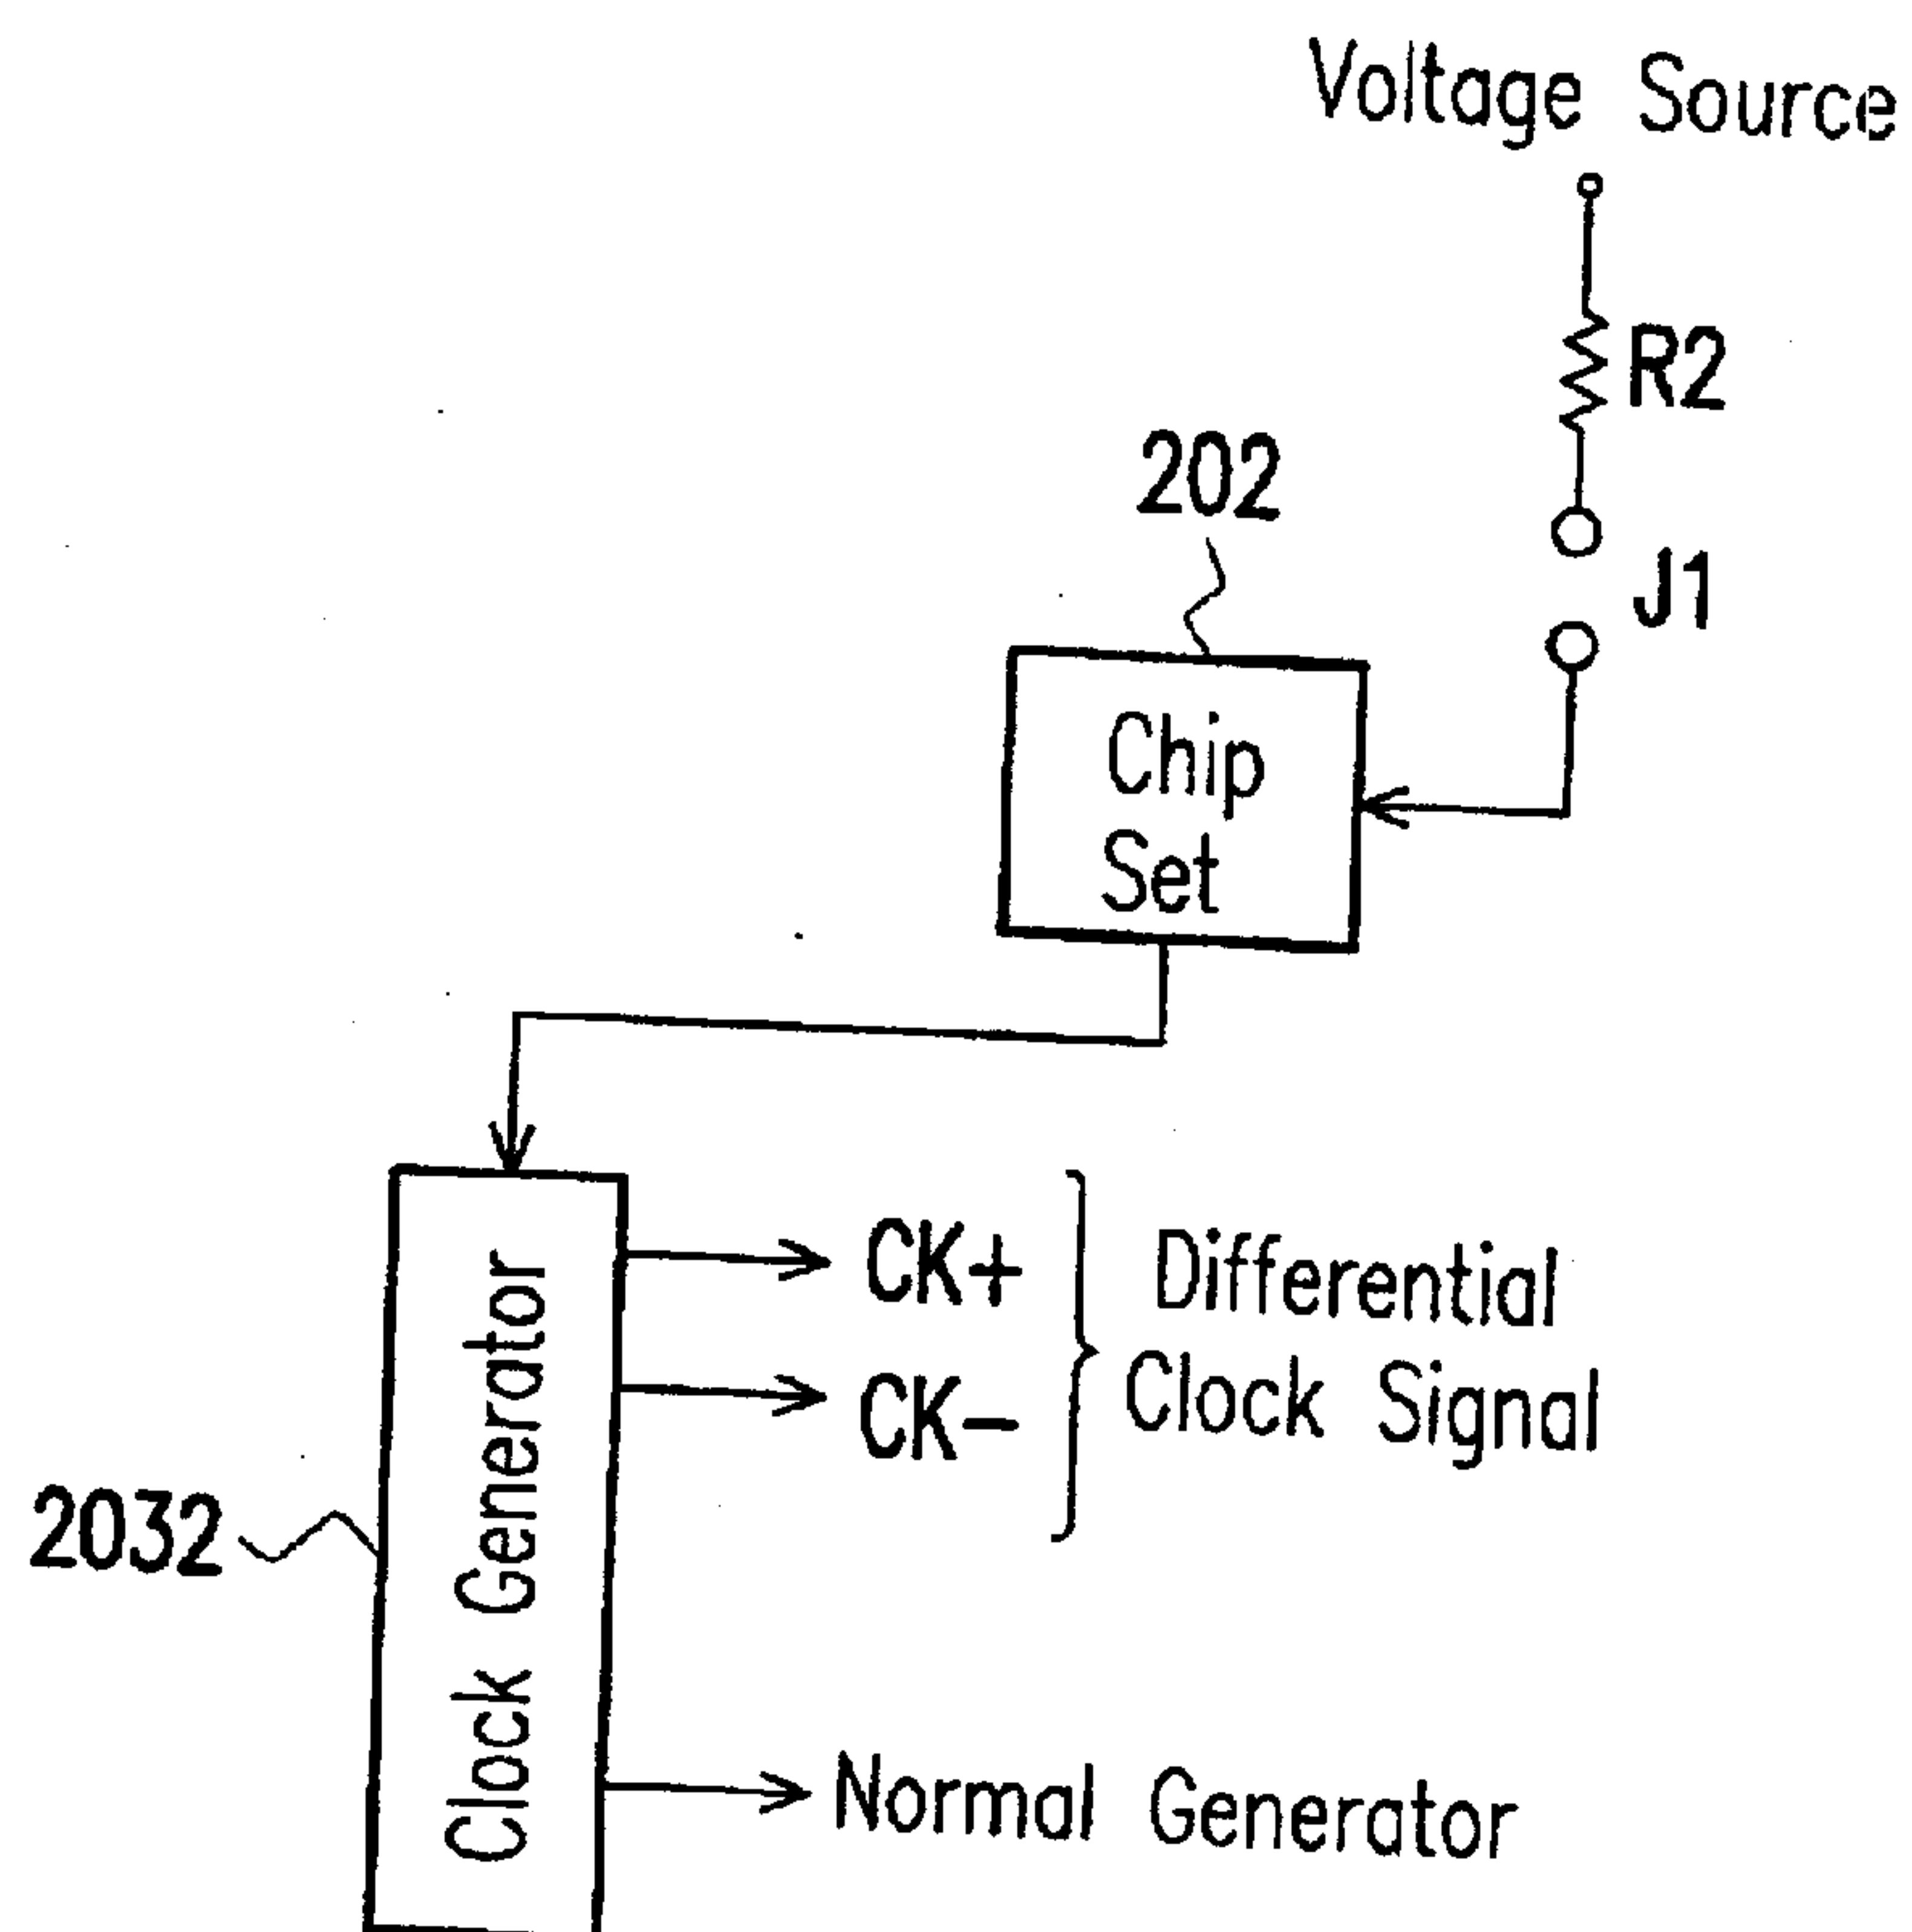 Voltage Source
R2
202
J1
Chip
Set
CK+
Differential
CK-
Clock Signal
2032
Clock Generator
Normal Generator